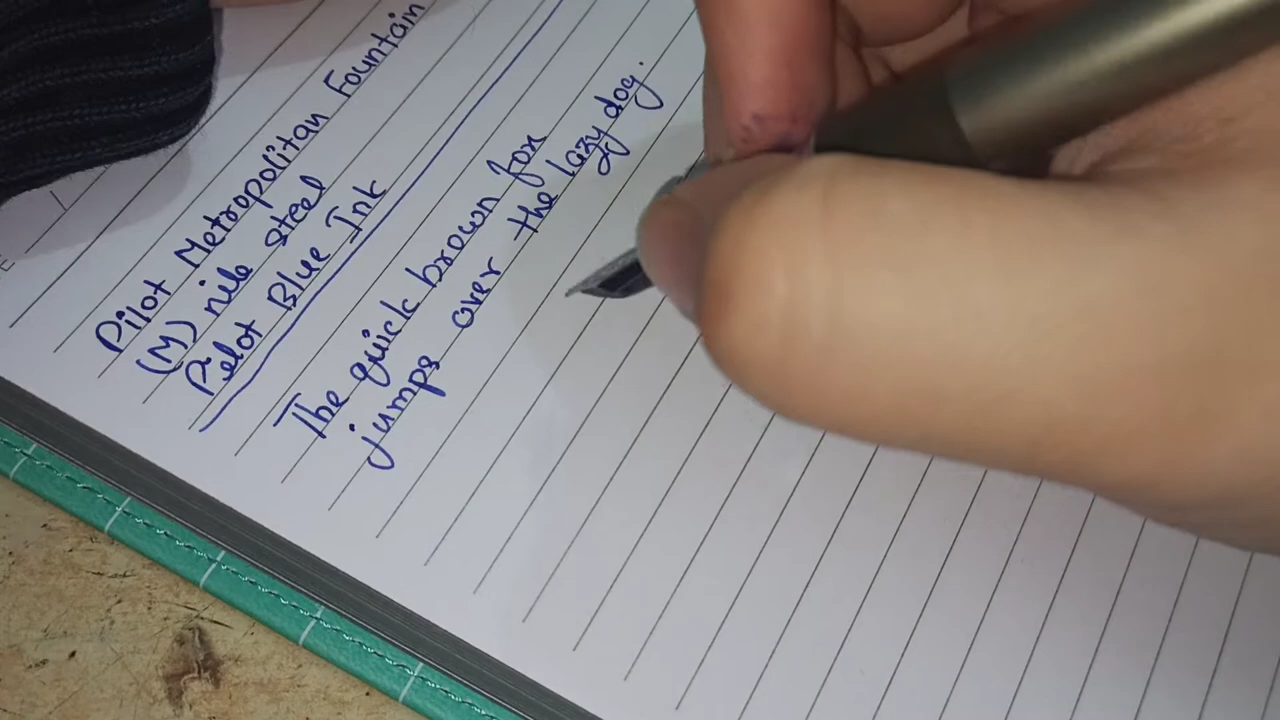 Pilot Metropolitan Fountain
(M) nib steel
Pilot Blue Ink
The quick brown fox
jumps over the lazy dog.